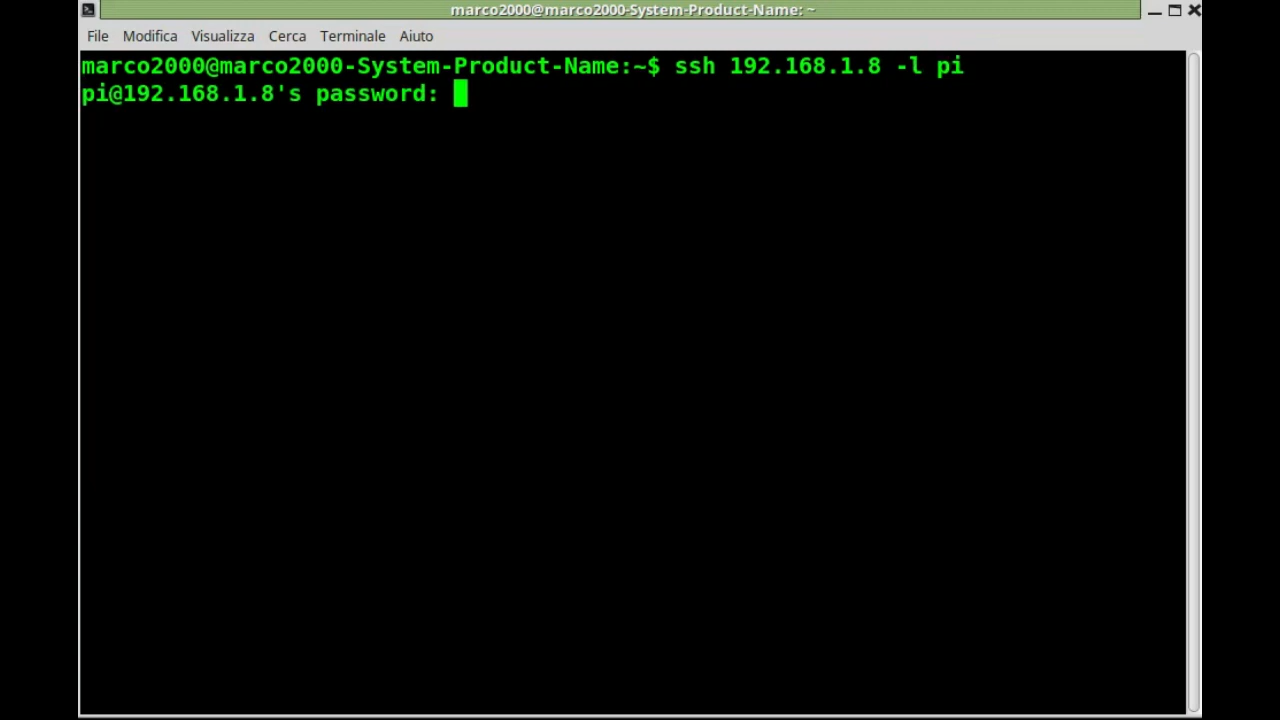 marco2000@marco2000-System-Product-Name: ~
File Modifica Visualizza Cerca Terminale Aiuto
marco2000@marco2000-System-Product-Name:~$ ssh 192.168.1.8 -l pi
pi@192.168.1.8's password: